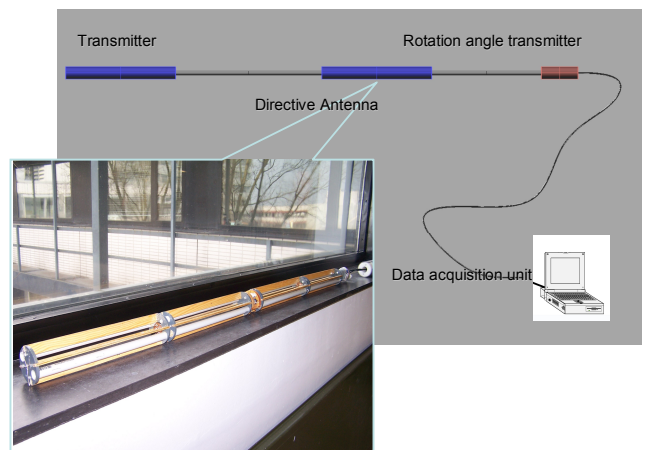 Transmitter
Rotation angle transmitter
Directive Antenna
Data acquisition unit